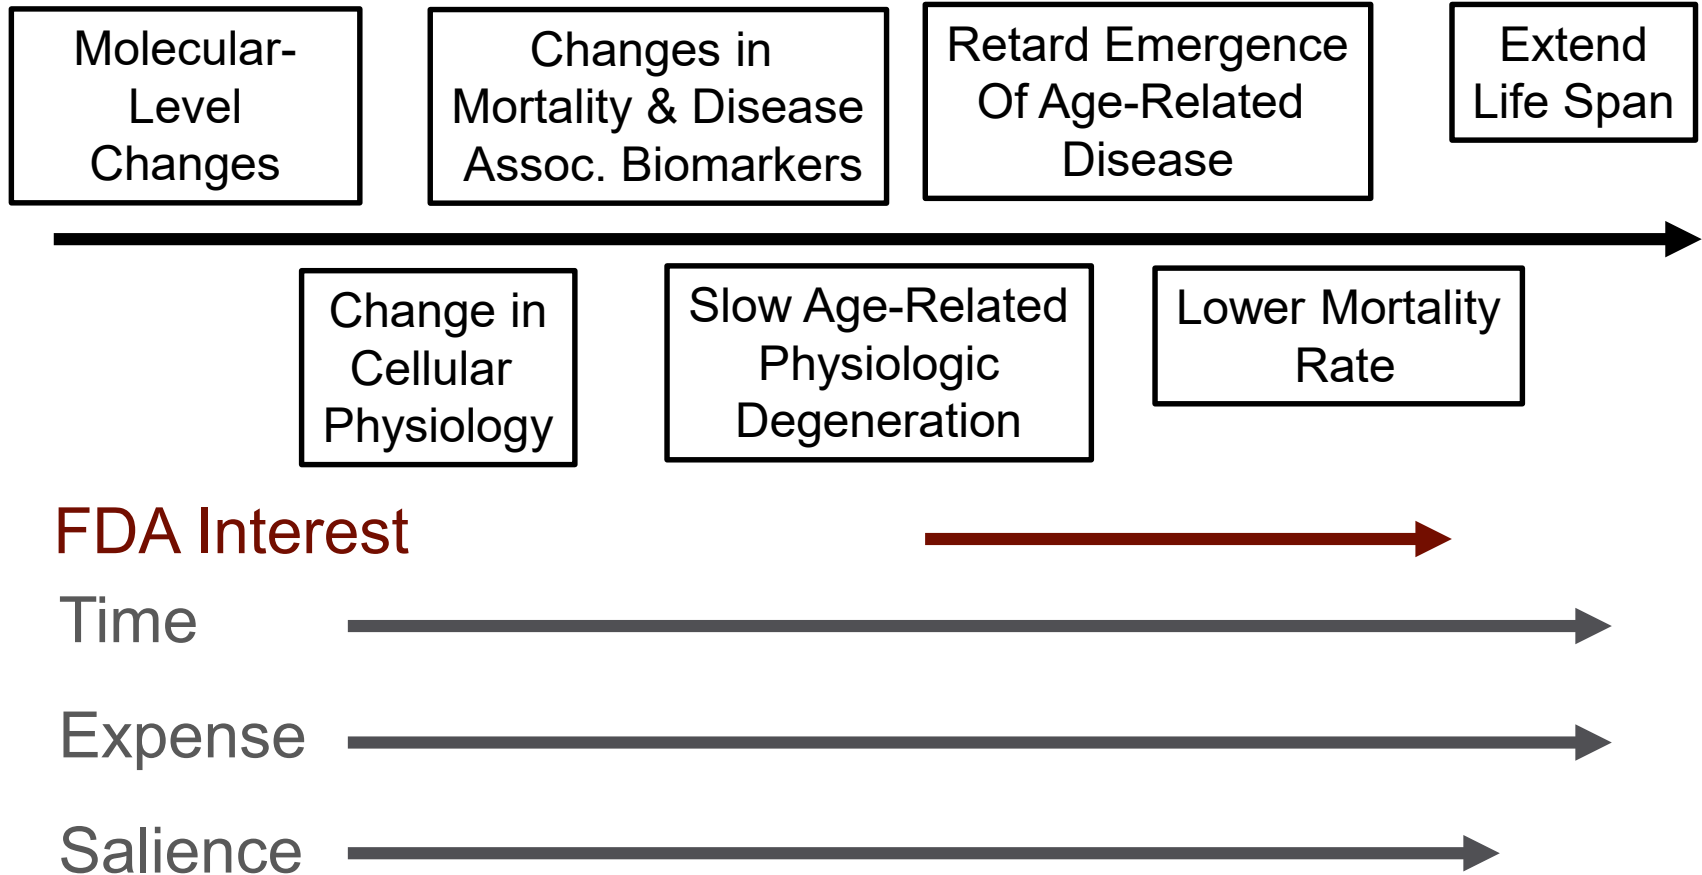 Molecular-
Level
Changes
Changes in
Mortality & Disease
Assoc. Biomarkers
Retard Emergence
Of Age-Related
Disease
Extend
Life Span
Change in
Cellular
Physiology
Slow Age-Related
Physiologic
Degeneration
Lower Mortality
Rate
FDA Interest
Time
Expense
Salience